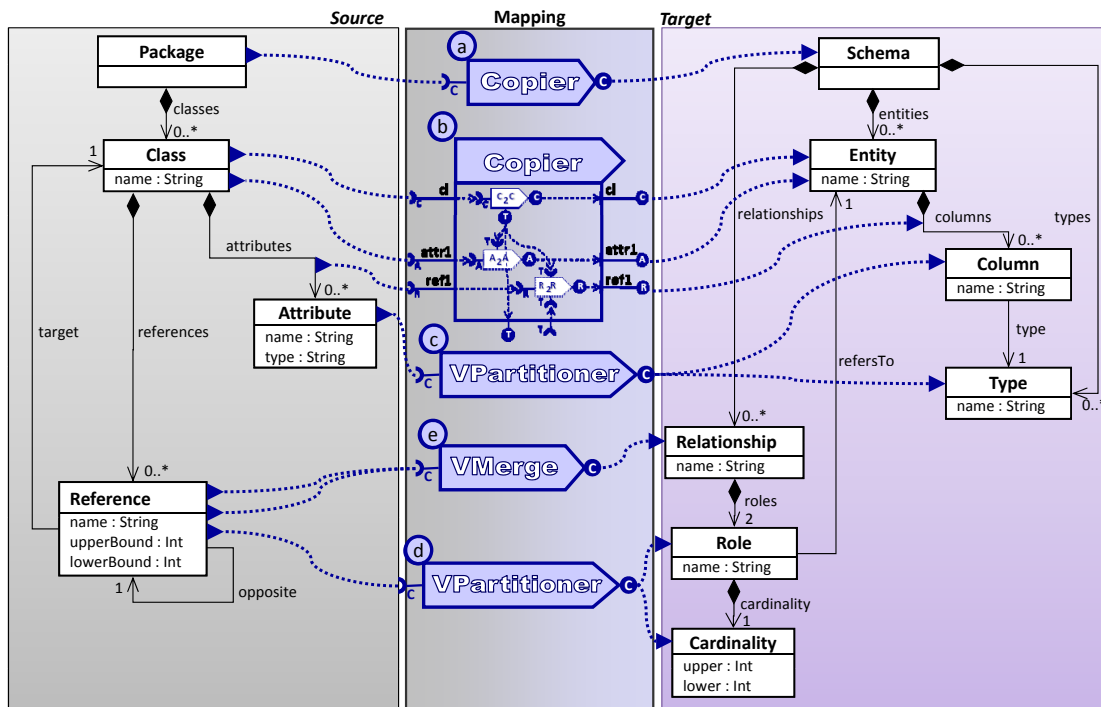 Source
Mapping
Target
Package
classes
0..*
1
Class
name : String
attributes
0..*
target
references
Attribute
name : String
type : String
0..*
Reference
name : String
upperBound : Int
lowerBound : Int
1
opposite
a
C
Copier
C
b
Copier
cl
C
C
C2C
C
cl
C
T
attr1
A
T
A
A2A
A
attr1
A
ref1
R
R
T
R2R
R
ref1
R
T
T
T
c
C
VPartitioner
C
e
C
VMerge
C
d
C
VPartitioner
C
Schema
entities
0..*
Entity
name : String
relationships
1
columns
types
0..*
Column
name : String
type
1
refersTo
Type
name : String
0..*
0..*
Relationship
name : String
roles
2
Role
name : String
cardinality
1
Cardinality
upper : Int
lower : Int